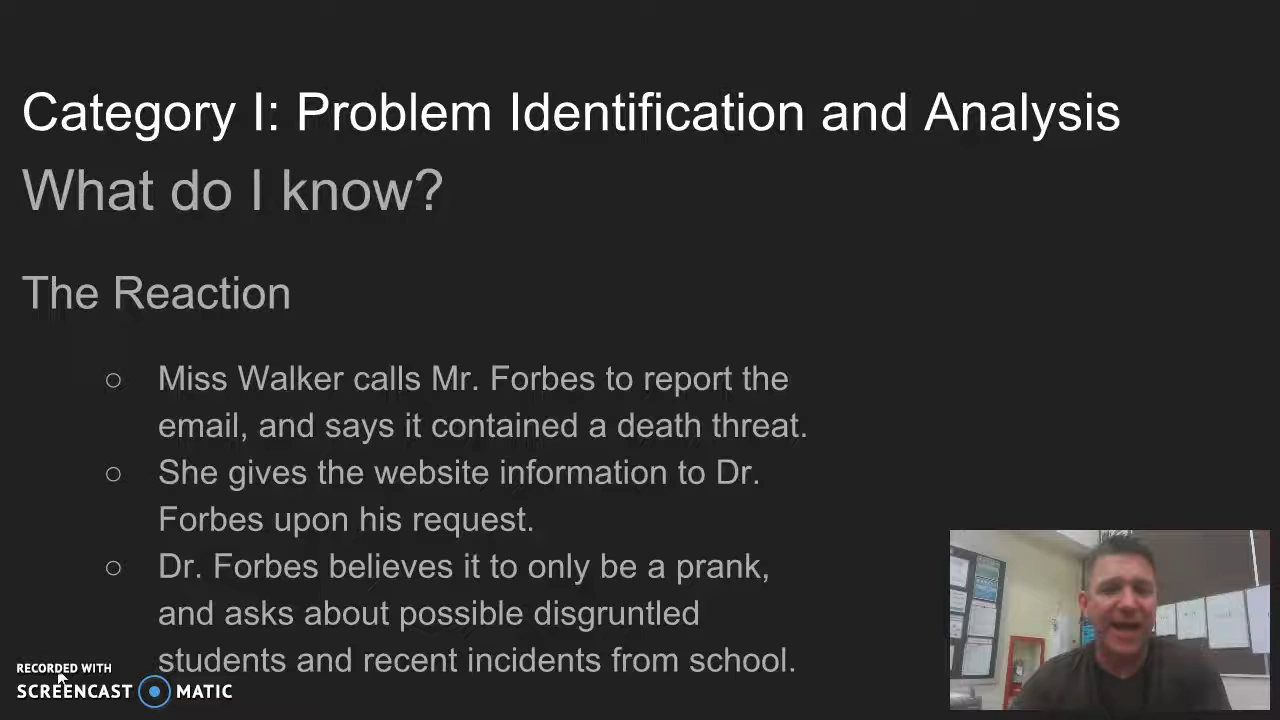 Category I: Problem Identification and Analysis
What do I know?
The Reaction
○ Miss Walker calls Mr. Forbes to report the
email, and says it contained a death threat.
○ She gives the website information to Dr.
Forbes upon his request.
○ Dr. Forbes believes it to only be a prank,
and asks about possible disgruntled
students and recent incidents from school.
RECORDED WITH
SCREENCAST MATIC